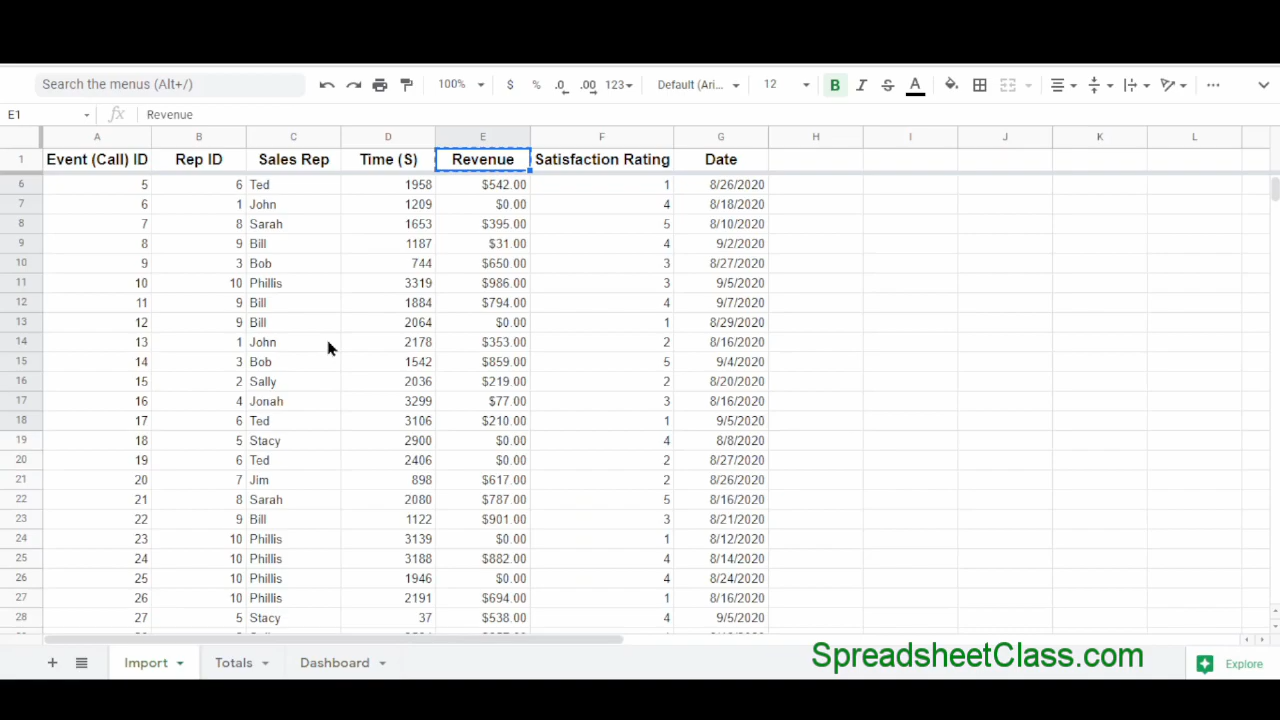 Search the menus (Alt+/) 100% $ % .0 .00 123 Default (Ari... 12 B I S A ...
E1 fx Revenue
A B C D E F G H I J K L
1 Event (Call) ID Rep ID Sales Rep Time (S) Revenue Satisfaction Rating Date
6 5 6 Ted 1958 $542.00 1 8/26/2020
7 6 1 John 1209 $0.00 4 8/18/2020
8 7 8 Sarah 1653 $395.00 5 8/10/2020
9 8 9 Bill 1187 $31.00 4 9/2/2020
10 9 3 Bob 744 $650.00 3 8/27/2020
11 10 10 Phillis 3319 $986.00 3 9/5/2020
12 11 9 Bill 1884 $794.00 4 9/7/2020
13 12 9 Bill 2064 $0.00 1 8/29/2020
14 13 1 John 2178 $353.00 2 8/16/2020
15 14 3 Bob 1542 $859.00 5 9/4/2020
16 15 2 Sally 2036 $219.00 2 8/20/2020
17 16 4 Jonah 3299 $77.00 3 8/16/2020
18 17 6 Ted 3106 $210.00 1 9/5/2020
19 18 5 Stacy 2900 $0.00 4 8/8/2020
20 19 6 Ted 2406 $0.00 2 8/27/2020
21 20 7 Jim 898 $617.00 2 8/26/2020
22 21 8 Sarah 2080 $787.00 5 8/16/2020
23 22 9 Bill 1122 $901.00 3 8/21/2020
24 23 10 Phillis 3139 $0.00 1 8/12/2020
25 24 10 Phillis 3188 $882.00 4 8/14/2020
26 25 10 Phillis 1946 $0.00 4 8/24/2020
27 26 10 Phillis 2191 $694.00 1 8/16/2020
28 27 5 Stacy 37 $538.00 4 9/5/2020
Import Totals Dashboard SpreadsheetClass.com Explore